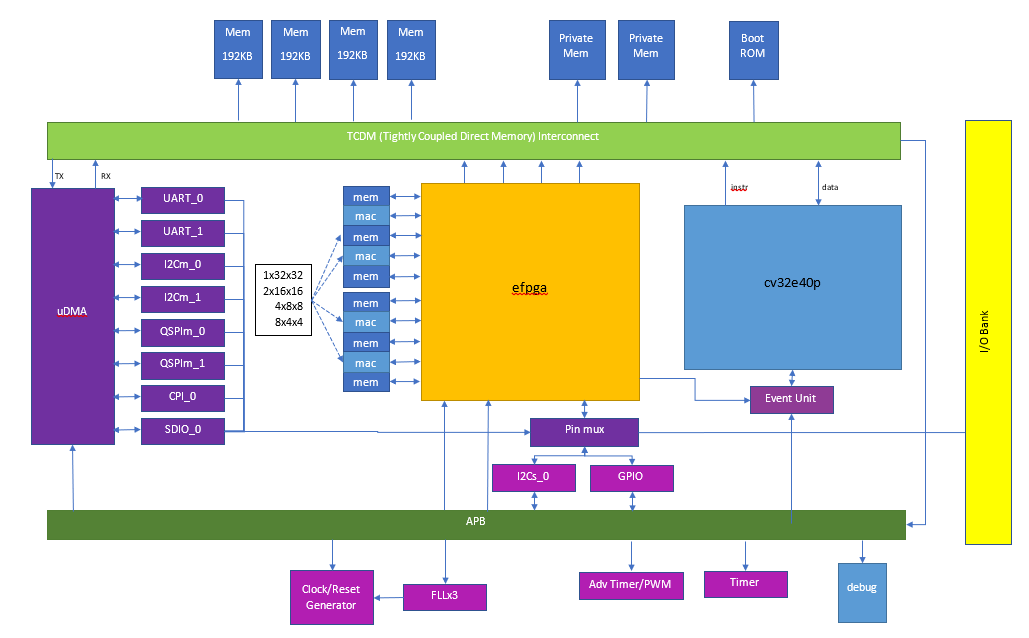 Mem
192KB
Mem
192KB
Mem
192KB
Mem
192KB
Private
Mem
Private
Mem
Boot
ROM
TCDM (Tightly Coupled Direct Memory) Interconnect
TX
RX
instr
data
uDMA
UART_0
UART_1
I2Cm_0
I2Cm_1
QSPIm_0
QSPIm_1
CPI_0
SDIO_0
1x32x32
2x16x16
4x8x8
8x4x4
mem
mac
mem
mac
mem
mem
mac
mem
mac
mem
efpga
cv32e40p
I/O Bank
Event Unit
Pin mux
I2Cs_0
GPIO
APB
Clock/Reset
Generator
FLLx3
Adv Timer/PWM
Timer
debug